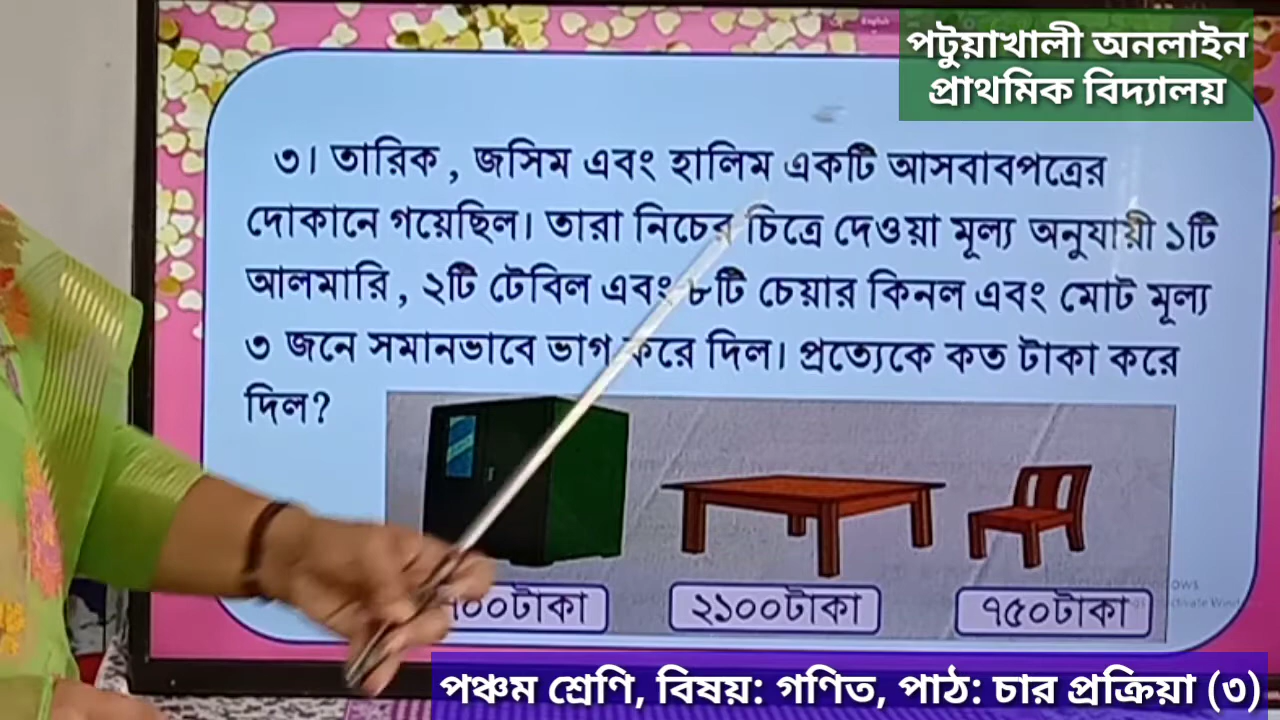 পটুয়াখালী অনলাইন
প্রাথমিক বিদ্যালয়
৩। তারিক, জসিম এবং হালিম একটি আসবাবপত্রের
দোকানে গয়েছিল। তারা নিচের চিত্রে দেওয়া মূল্য অনুযায়ী ১টি
আলমারি, ২টি টেবিল এবং ৮টি চেয়ার কিনল এবং মোট মূল্য
৩ জনে সমানভাবে ভাগ করে দিল। প্রত্যেকে কত টাকা করে
দিল?
২১০০টাকা
৭৫০টাকা
পঞ্চম শ্রেণি, বিষয়: গণিত, পাঠ: চার প্রক্রিয়া (৩)